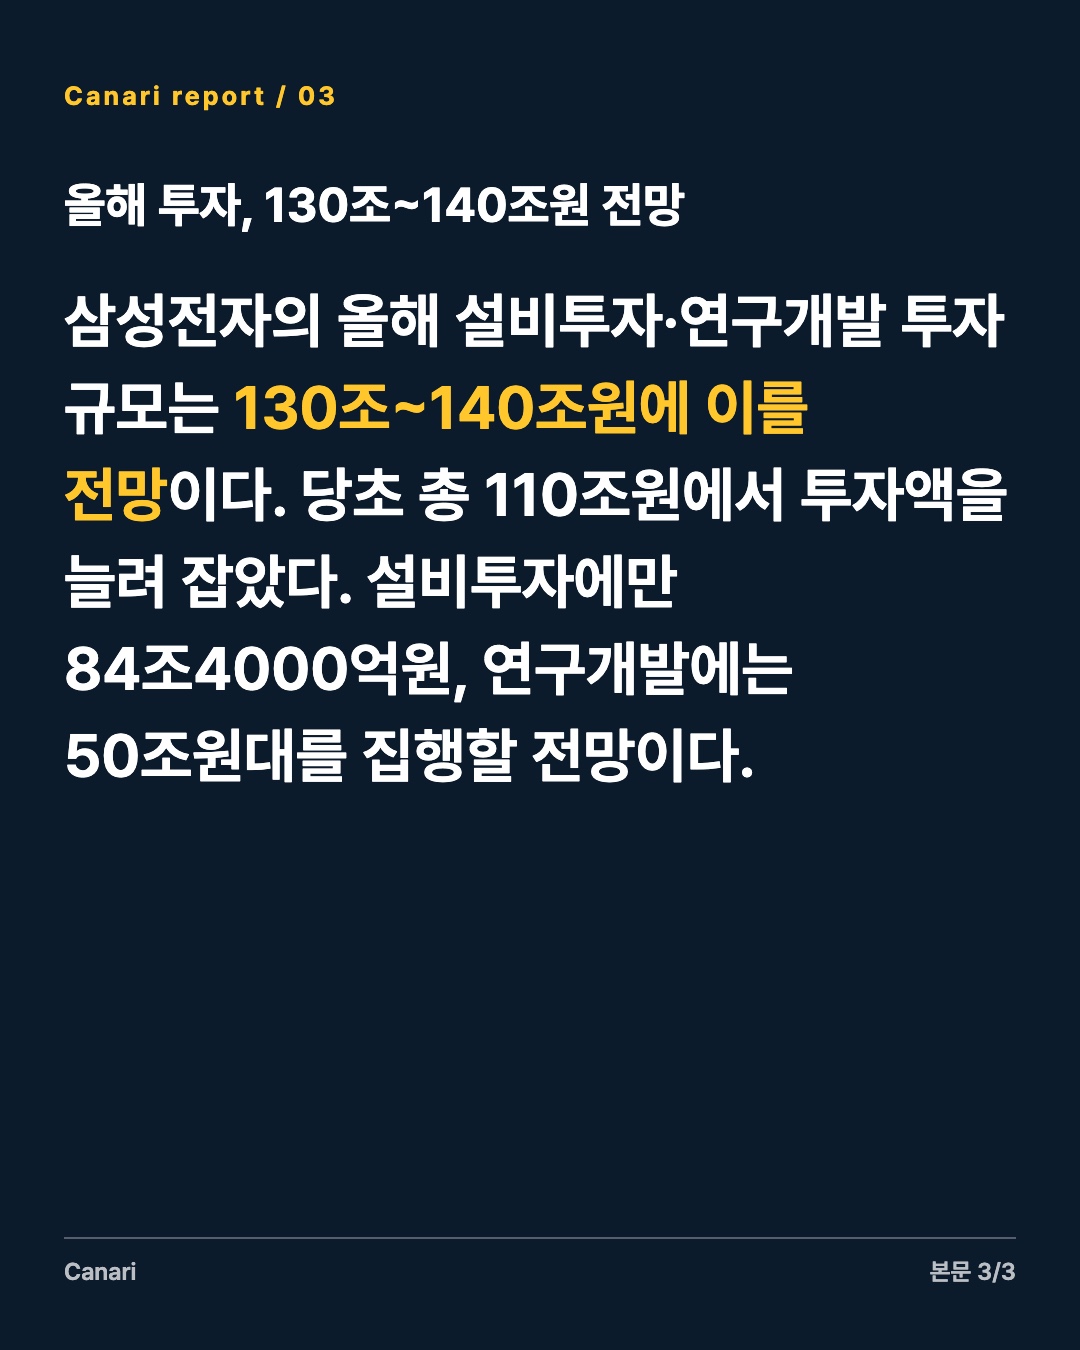 Canari report / 03
올해 투자, 130조~140조원 전망
삼성전자의 올해 설비투자·연구개발 투자
규모는 130조~140조원에 이를
전망이다. 당초 총 110조원에서 투자액을
늘려 잡았다. 설비투자에만
84조4000억원, 연구개발에는
50조원대를 집행할 전망이다.
Canari
본문 3/3